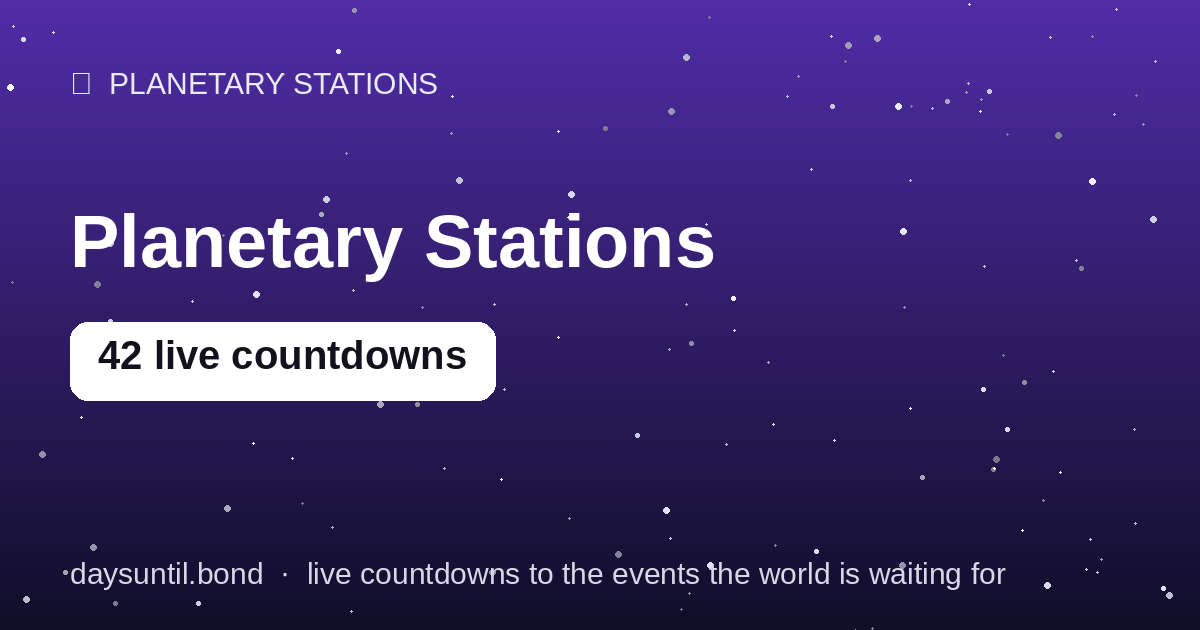 PLANETARY STATIONS
Planetary Stations
42 live countdowns
daysuntil.bond · live countdowns to the events the world is waiting for